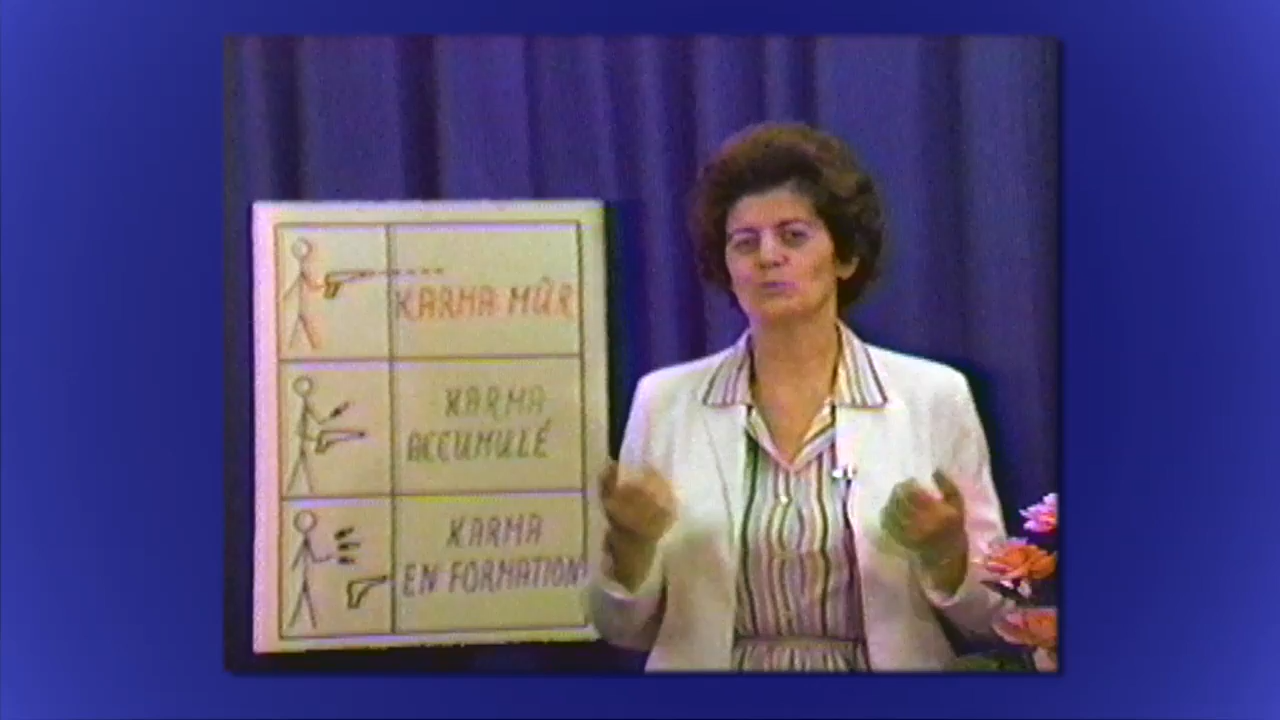 KARMA MÛR
KARMA
ACCUMULÉ
KARMA
EN FORMATION